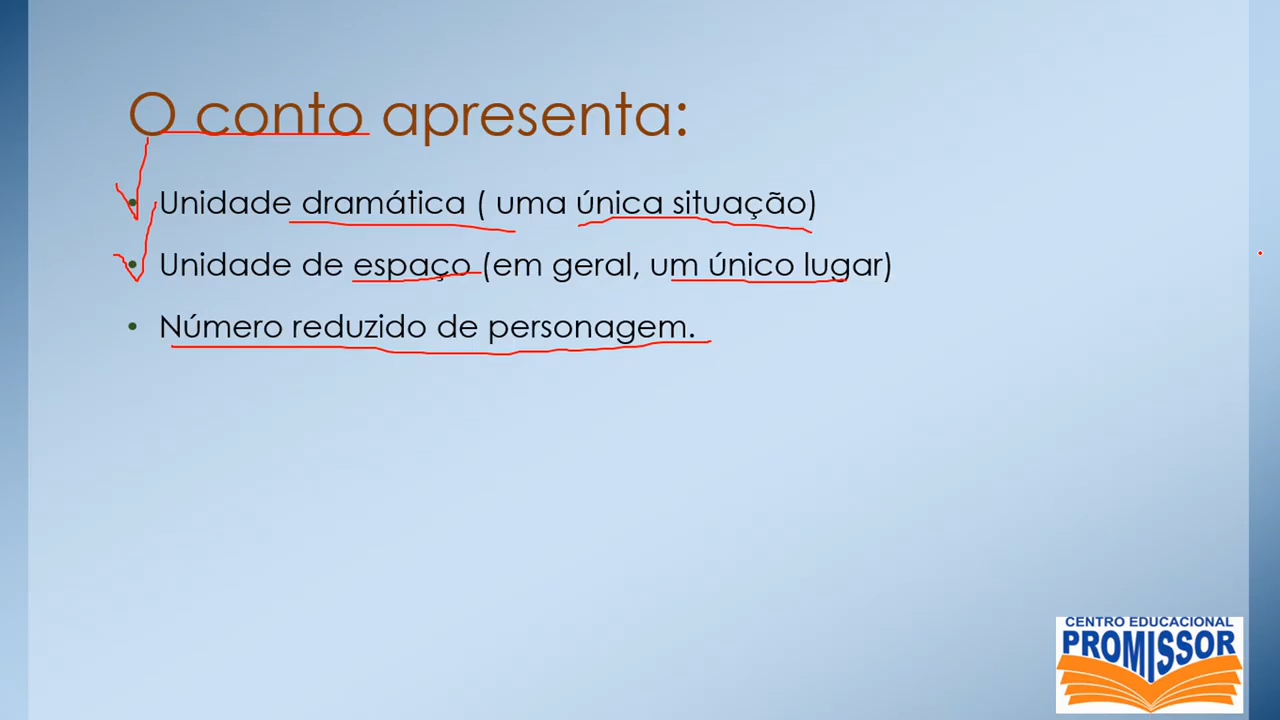 O conto apresenta:
• Unidade dramática ( uma única situação)
• Unidade de espaço (em geral, um único lugar)
• Número reduzido de personagem.
CENTRO EDUCACIONAL
PROMISSOR